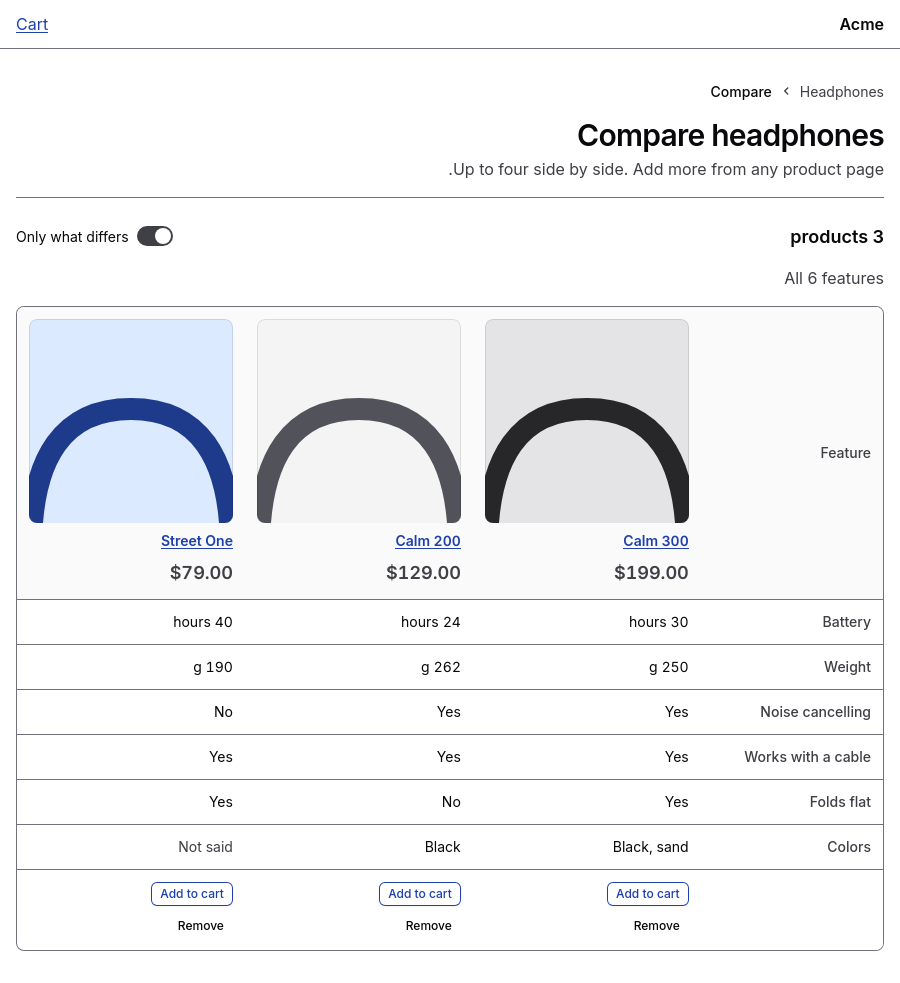 Acme Cart
Headphones Compare
Compare headphones
.Up to four side by side. Add more from any product page
products 3 Only what differs
All 6 features
Feature
Calm 300 Calm 200 Street One
$199.00 $129.00 $79.00
Battery hours 30 hours 24 hours 40
Weight g 250 g 262 g 190
Noise cancelling Yes Yes No
Works with a cable Yes Yes Yes
Folds flat Yes No Yes
Colors Black, sand Black Not said
Add to cart Add to cart Add to cart
Remove Remove Remove